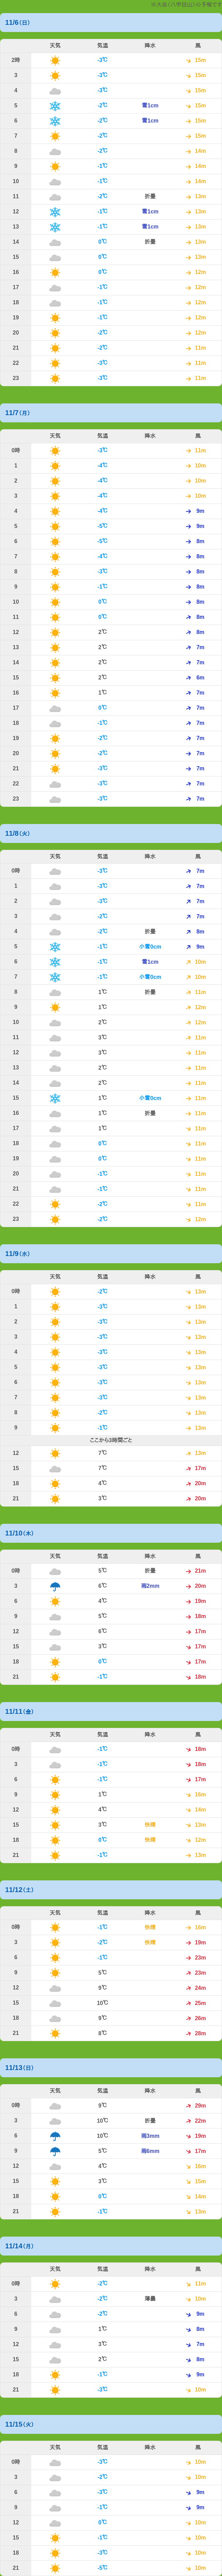 ※大岳(八甲田山)の予報です
11/6(日)
天気 気温 降水 風
2時 -3℃ 15m
3 -3℃ 15m
4 -3℃ 15m
5 -2℃ 雪1cm 15m
6 -2℃ 雪1cm 15m
7 -2℃ 15m
8 -2℃ 14m
9 -1℃ 14m
10 -1℃ 14m
11 -2℃ 折曇 13m
12 -1℃ 雪1cm 13m
13 -1℃ 雪1cm 13m
14 0℃ 折曇 13m
15 0℃ 13m
16 0℃ 12m
17 -1℃ 12m
18 -1℃ 12m
19 -1℃ 12m
20 -2℃ 12m
21 -2℃ 11m
22 -3℃ 11m
23 -3℃ 11m
11/7(月)
天気 気温 降水 風
0時 -3℃ 11m
1 -4℃ 10m
2 -4℃ 10m
3 -4℃ 10m
4 -4℃ 9m
5 -5℃ 9m
6 -5℃ 8m
7 -4℃ 8m
8 -3℃ 8m
9 -1℃ 8m
10 0℃ 8m
11 0℃ 8m
12 2℃ 8m
13 2℃ 7m
14 2℃ 7m
15 2℃ 6m
16 1℃ 7m
17 0℃ 7m
18 -1℃ 7m
19 -2℃ 7m
20 -2℃ 7m
21 -3℃ 7m
22 -3℃ 7m
23 -3℃ 7m
11/8(火)
天気 気温 降水 風
0時 -3℃ 7m
1 -3℃ 7m
2 -3℃ 7m
3 -2℃ 7m
4 -2℃ 折曇 8m
5 -1℃ 小雪0cm 9m
6 -1℃ 雪1cm 10m
7 -1℃ 小雪0cm 10m
8 1℃ 折曇 11m
9 1℃ 12m
10 2℃ 12m
11 3℃ 11m
12 3℃ 11m
13 2℃ 11m
14 2℃ 11m
15 1℃ 小雪0cm 11m
16 1℃ 折曇 11m
17 1℃ 11m
18 0℃ 11m
19 0℃ 11m
20 -1℃ 11m
21 -1℃ 11m
22 -2℃ 11m
23 -2℃ 12m
11/9(水)
天気 気温 降水 風
0時 -2℃ 13m
1 -3℃ 13m
2 -3℃ 13m
3 -3℃ 13m
4 -3℃ 13m
5 -3℃ 13m
6 -3℃ 13m
7 -3℃ 13m
8 -2℃ 13m
9 -1℃ 13m
ここから3時間ごと
12 7℃ 12m
15 7℃ 17m
18 4℃ 20m
21 3℃ 20m
11/10(木)
天気 気温 降水 風
0時 5℃ 折曇 21m
3 6℃ 雨2mm 20m
6 4℃ 19m
9 5℃ 18m
12 6℃ 17m
15 3℃ 17m
18 0℃ 17m
21 -1℃ 18m
11/11(金)
天気 気温 降水 風
0時 -1℃ 18m
3 -1℃ 18m
6 -1℃ 17m
9 1℃ 16m
12 4℃ 14m
15 3℃ 快晴 13m
18 0℃ 快晴 12m
21 -1℃ 13m
11/12(土)
天気 気温 降水 風
0時 -1℃ 快晴 16m
3 -2℃ 快晴 19m
6 -1℃ 23m
9 5℃ 23m
12 9℃ 24m
15 10℃ 25m
18 9℃ 26m
21 8℃ 28m
11/13(日)
天気 気温 降水 風
0時 9℃ 29m
3 10℃ 折曇 22m
6 10℃ 雨3mm 19m
9 5℃ 雨6mm 17m
12 4℃ 16m
15 3℃ 15m
18 0℃ 14m
21 -1℃ 13m
11/14(月)
天気 気温 降水 風
0時 -2℃ 11m
3 -2℃ 薄曇 10m
6 -2℃ 9m
9 1℃ 8m
12 3℃ 7m
15 2℃ 8m
18 -1℃ 9m
21 -3℃ 10m
11/15(火)
天気 気温 降水 風
0時 -3℃ 10m
3 -2℃ 10m
6 -3℃ 9m
9 -1℃ 9m
12 0℃ 10m
15 -1℃ 10m
18 -3℃ 10m
21 -5℃ 10m